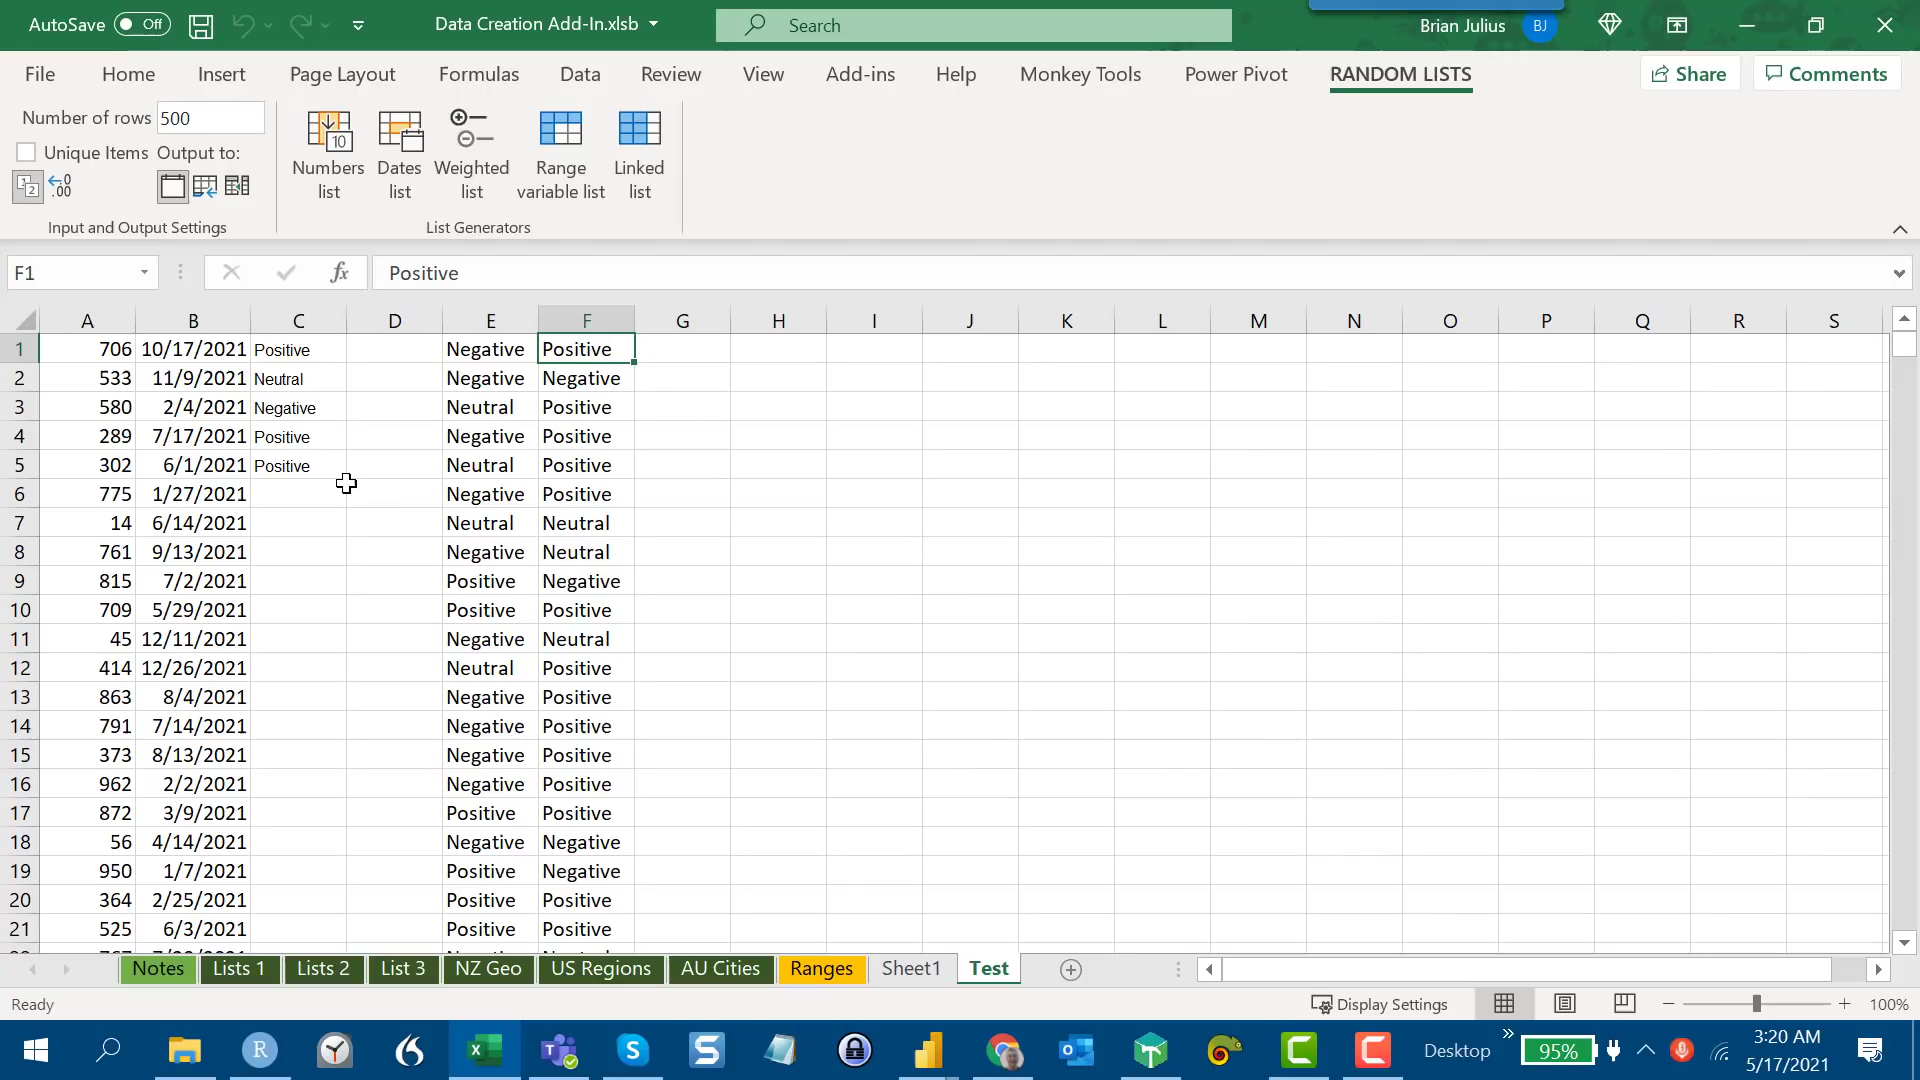 AutoSave Off Data Creation Add-In.xlsb Search Brian Julius BJ
File Home Insert Page Layout Formulas Data Review View Add-ins Help Monkey Tools Power Pivot RANDOM LISTS Share Comments
Number of rows 500
Unique Items Output to:
Numbers list
Dates list
Weighted list
Range variable list
Linked list
Input and Output Settings
List Generators
F1 fx Positive
A B C D E F G H I J K L M N O P Q R S
1 706 10/17/2021 Positive Negative Positive
2 533 11/9/2021 Neutral Negative Negative
3 580 2/4/2021 Negative Neutral Positive
4 289 7/17/2021 Positive Negative Positive
5 302 6/1/2021 Positive Neutral Positive
6 775 1/27/2021 Negative Positive
7 14 6/14/2021 Neutral Neutral
8 761 9/13/2021 Negative Neutral
9 815 7/2/2021 Positive Negative
10 709 5/29/2021 Positive Positive
11 45 12/11/2021 Negative Neutral
12 414 12/26/2021 Neutral Positive
13 863 8/4/2021 Negative Positive
14 791 7/14/2021 Negative Positive
15 373 8/13/2021 Negative Positive
16 962 2/2/2021 Negative Positive
17 872 3/9/2021 Positive Positive
18 56 4/14/2021 Negative Negative
19 950 1/7/2021 Positive Negative
20 364 2/25/2021 Positive Positive
21 525 6/3/2021 Positive Positive
Notes Lists 1 Lists 2 List 3 NZ Geo US Regions AU Cities Ranges Sheet1 Test
Ready Display Settings 100%
Desktop 95% 3:20 AM
5/17/2021